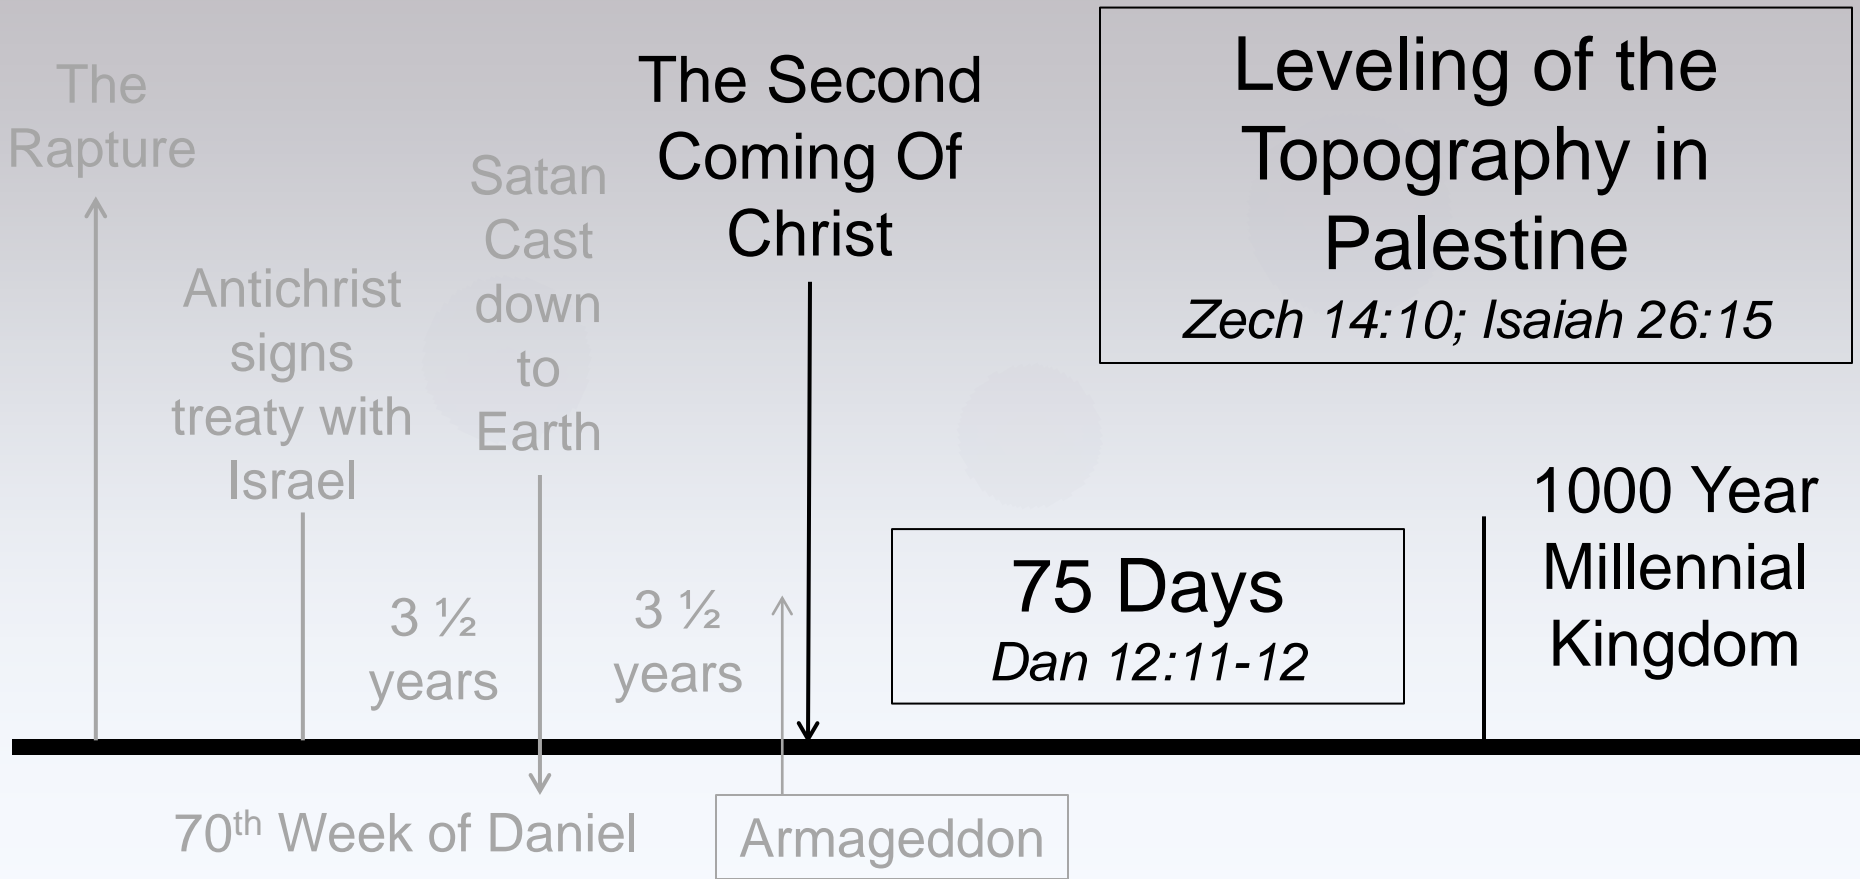 The
Rapture
Antichrist
signs
treaty with
Israel
3 ½
years
Satan
Cast
down
to
Earth
3 ½
years
The Second
Coming Of
Christ
Leveling of the
Topography in
Palestine
Zech 14:10; Isaiah 26:15
75 Days
Dan 12:11-12
1000 Year
Millennial
Kingdom
70th Week of Daniel
Armageddon